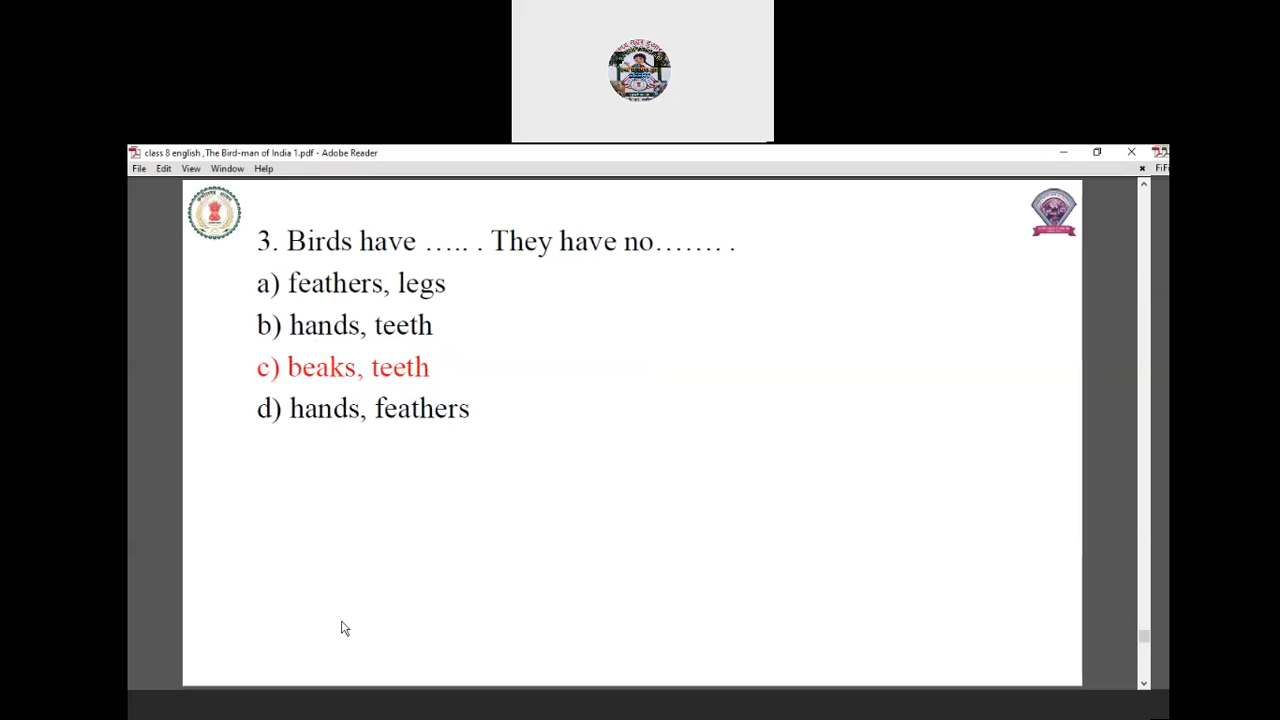 class 8 english ,The Bird-man of India 1.pdf - Adobe Reader
File Edit View Window Help
3. Birds have ….. . They have no……. .
a) feathers, legs
b) hands, teeth
c) beaks, teeth
d) hands, feathers